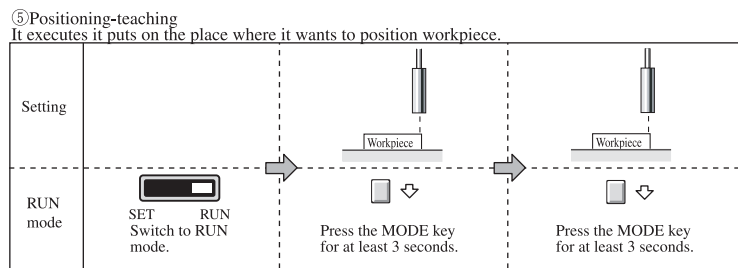 ⑤Positioning-teaching
It executes it puts on the place where it wants to position workpiece.
Setting
Workpiece
Workpiece
RUN
mode
SET RUN
Switch to RUN
mode.
Press the MODE key
for at least 3 seconds.
Press the MODE key
for at least 3 seconds.